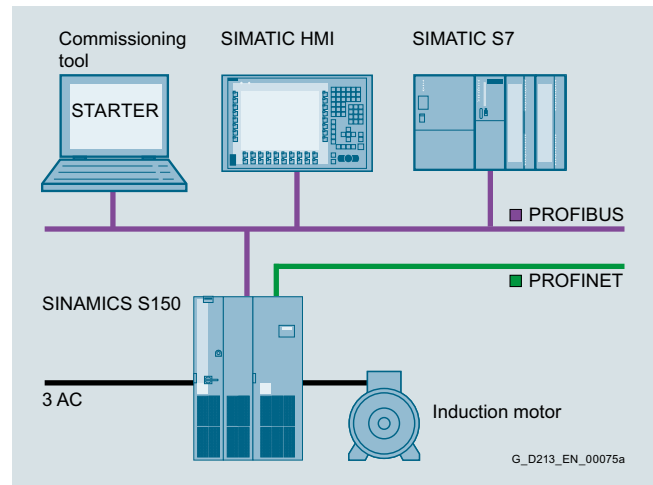 Commissioning
tool
SIMATIC HMI
SIMATIC S7
STARTER
PROFIBUS
PROFINET
SINAMICS S150
3 AC
Induction motor
G_D213_EN_00075a